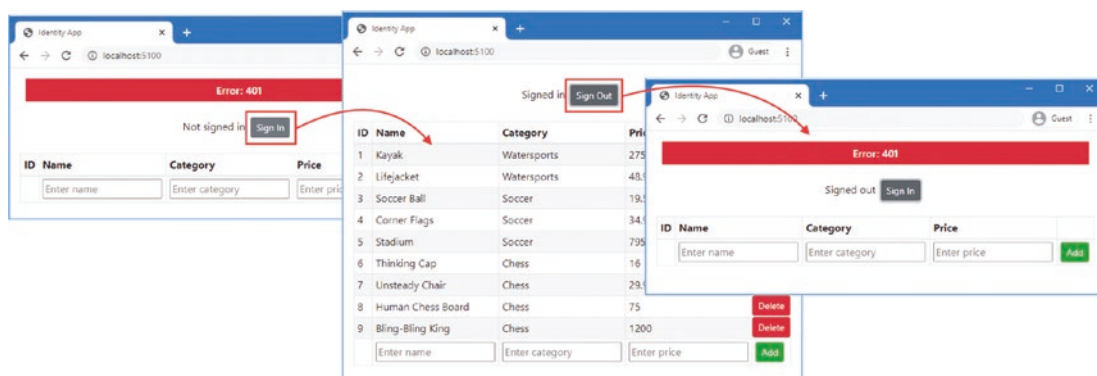 Identity App
localhost:5100
Error: 401
Not signed in Sign In
ID Name Category Price
Enter name Enter category
Identity App
localhost:5100 Guest
Signed in Sign Out
ID Name Category
1 Kayak Watersports
2 Lifejacket Watersports
3 Soccer Ball Soccer
4 Corner Flags Soccer
5 Stadium Soccer
6 Thinking Cap Chess 16
7 Unsteady Chair Chess
8 Human Chess Board Chess 75 Delete
9 Bling-Bling King Chess 1200 Delete
Enter name Enter category Enter price Add
Identity App
Guest
Error: 401
Signed out Sign In
ID Name Category Price
Enter name Enter category Enter price Add